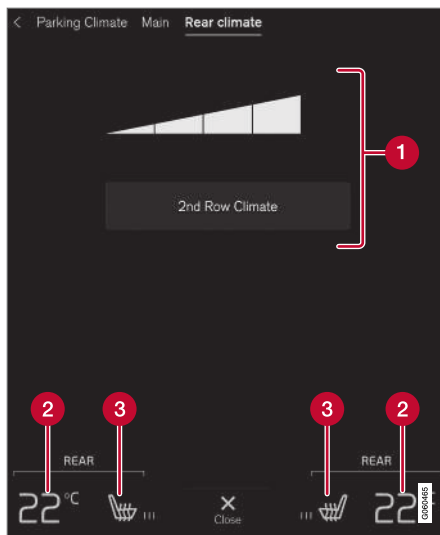 < Parking Climate Main Rear climate
1
2nd Row Climate
2 3 3 2
REAR REAR
22°C 22
Close
G060465